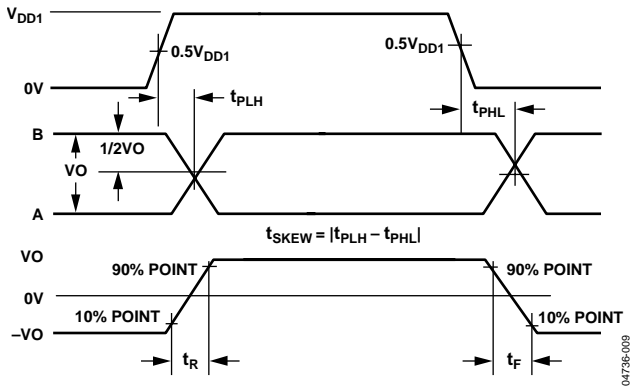 VDD1
0.5VDD1
0.5VDD1
0V
tPLH
tPHL
B
1/2VO
VO
A
tSKEW = |tPLH – tPHL|
VO
90% POINT
90% POINT
0V
10% POINT
10% POINT
–VO
tR
tF
04736-009